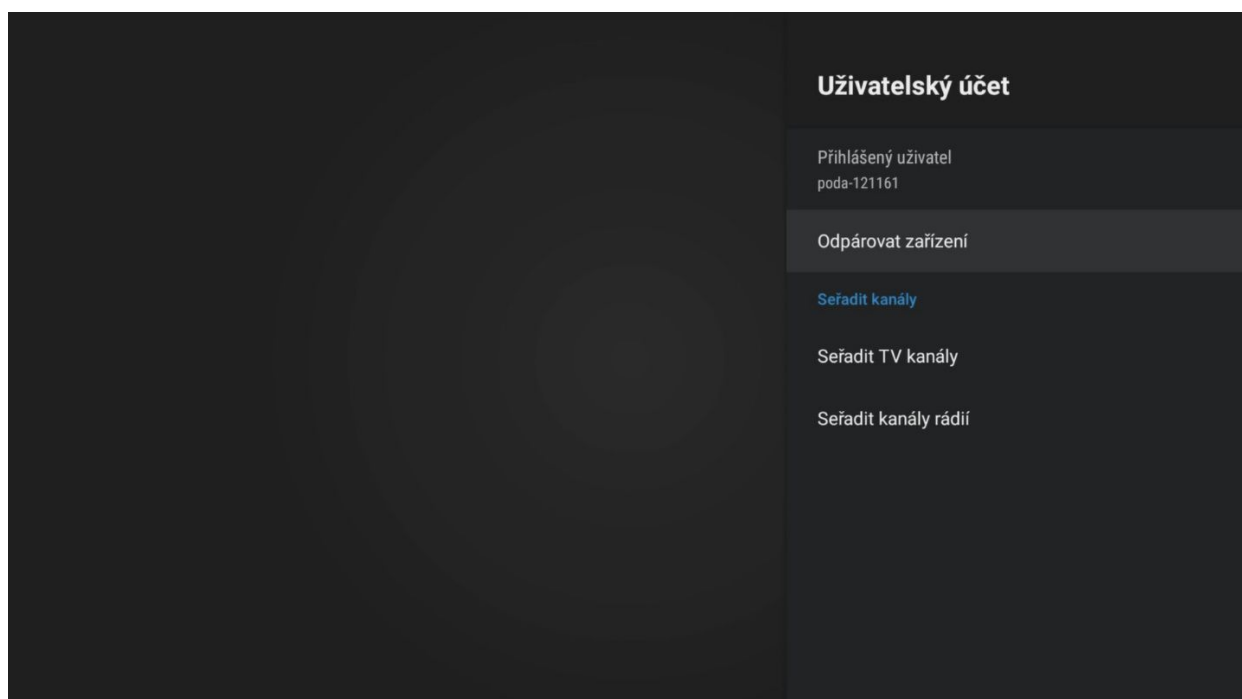 Uživatelský účet
Přihlášený uživatel
poda-121161
Odpárovat zařízení
Seřadit kanály
Seřadit TV kanály
Seřadit kanály rádií